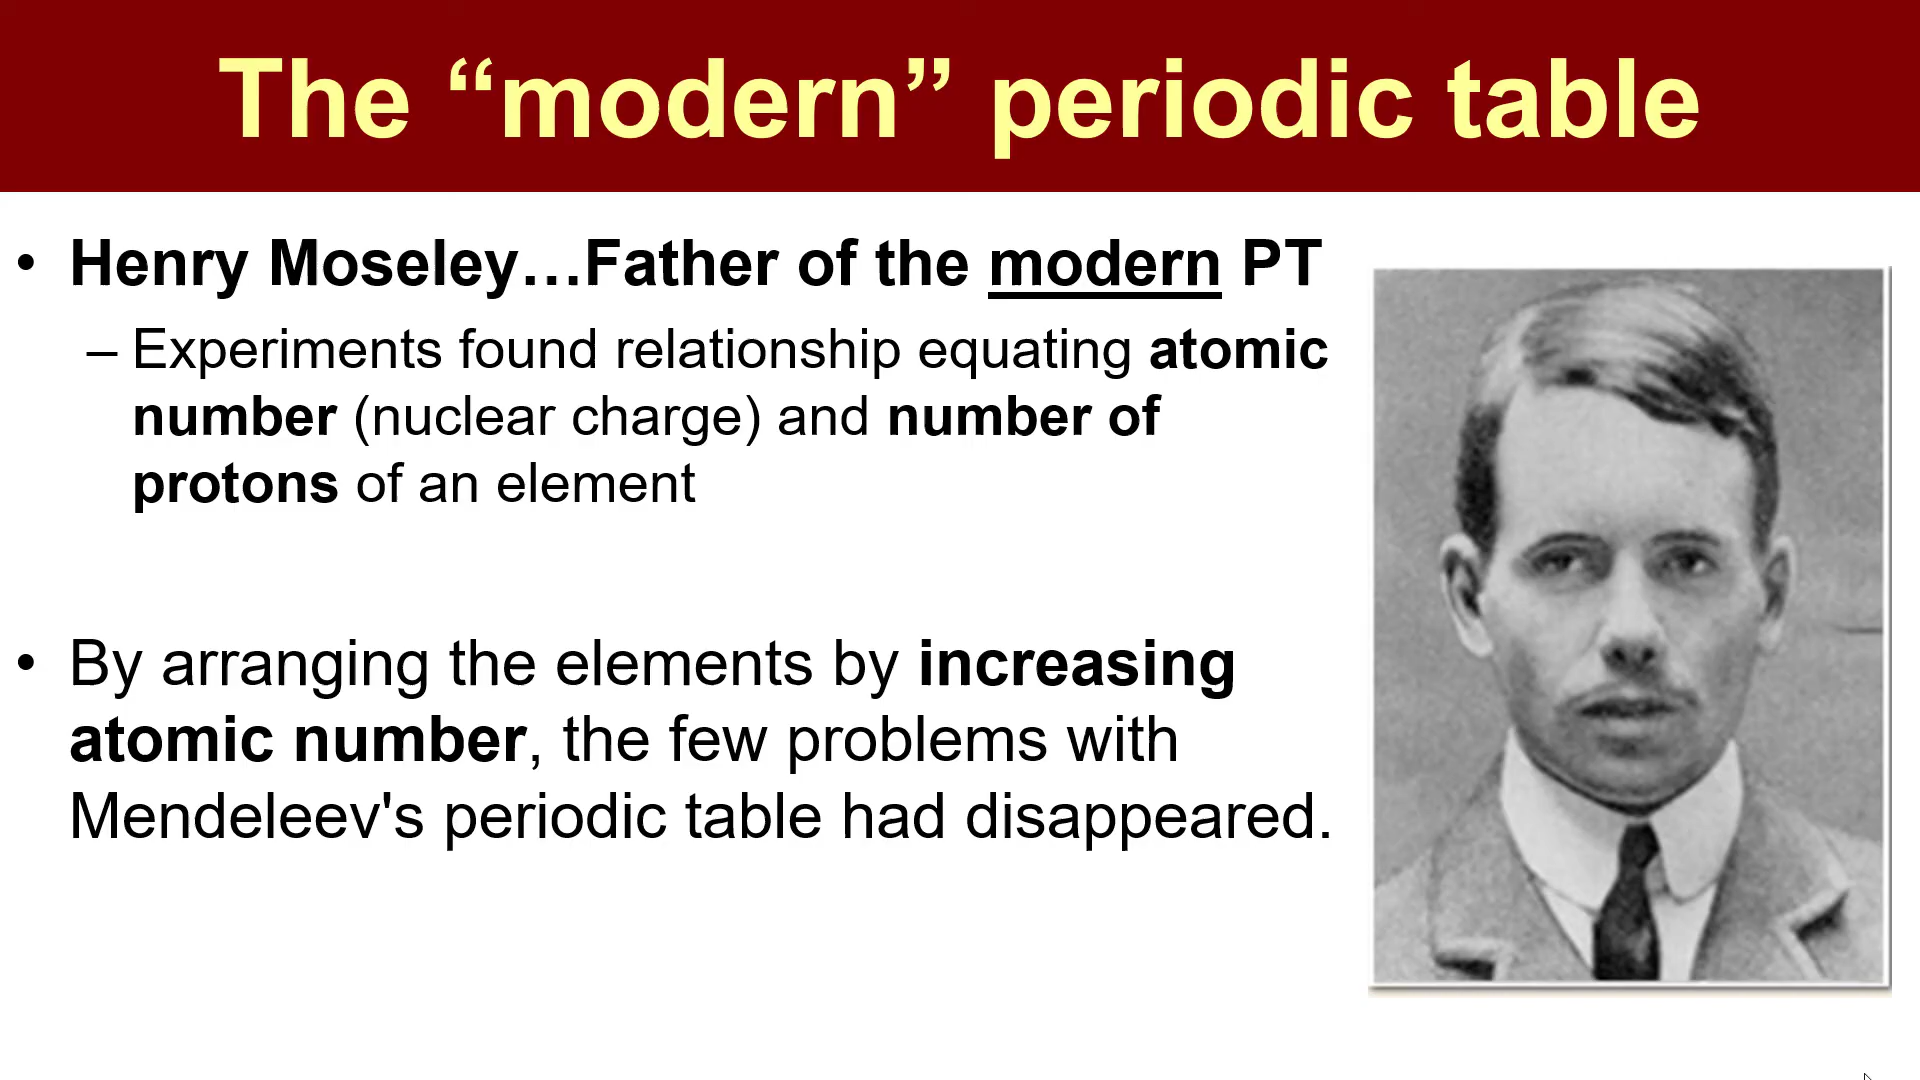 The “modern” periodic table
• Henry Moseley…Father of the modern PT
– Experiments found relationship equating atomic
number (nuclear charge) and number of
protons of an element
• By arranging the elements by increasing
atomic number, the few problems with
Mendeleev's periodic table had disappeared.